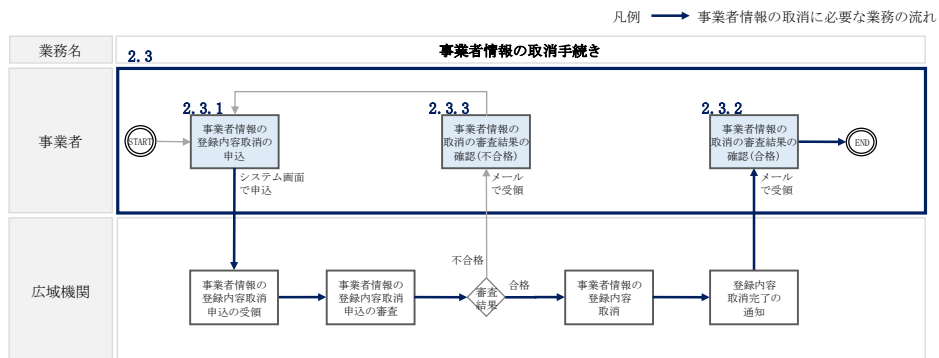 凡例 事業者情報の取消に必要な業務の流れ
業務名
2.3
事業者情報の取消手続き
事業者
START
2.3.1
事業者情報の
登録内容取消の
申込
システム画面
で申込
2.3.3
事業者情報の
取消の審査結果の
確認(不合格)
メール
で受領
2.3.2
事業者情報の
取消の審査結果の
確認(合格)
メール
で受領
END
広域機関
事業者情報の
登録内容取消
申込の受領
事業者情報の
登録内容取消
申込の審査
不合格
審査
結果
合格
事業者情報の
登録内容
取消
登録内容
取消完了の
通知